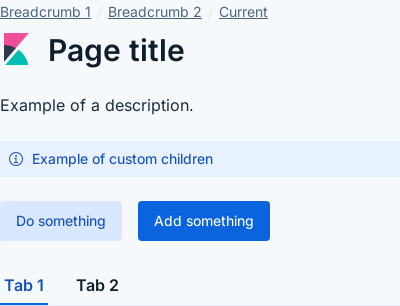 Breadcrumb 1 / Breadcrumb 2 / Current
Page title
Example of a description.
Example of custom children
Do something Add something
Tab 1 Tab 2